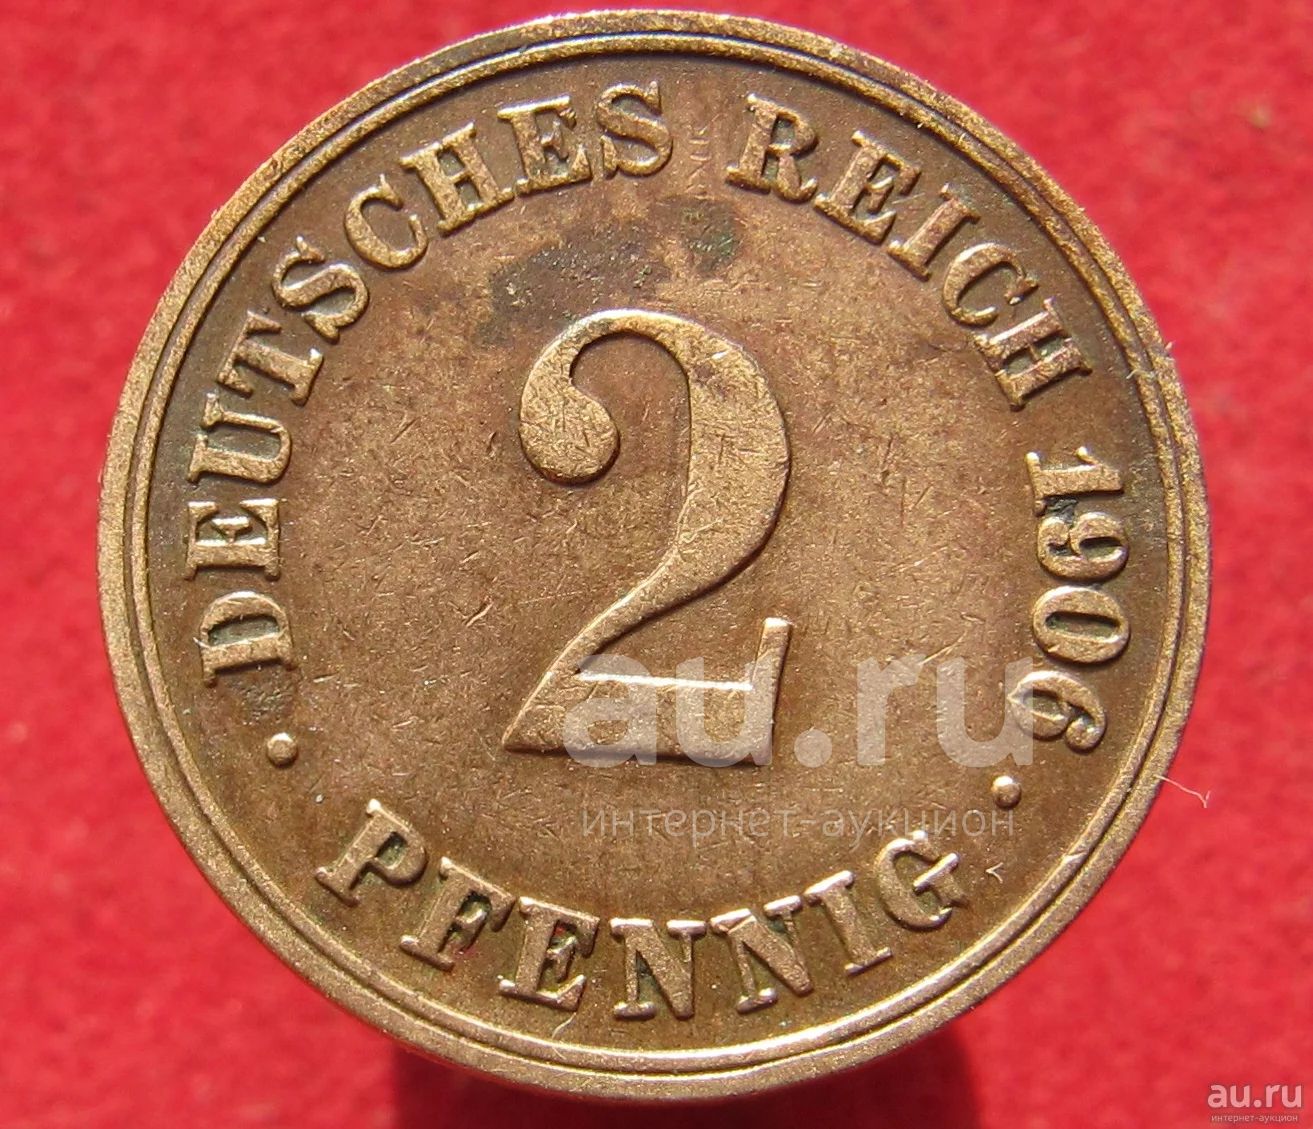 DEUTSCHES REICH 1906
2
· PFENNIG ·
au.ru
интернет-аукцион
au.ru
интернет-аукцион